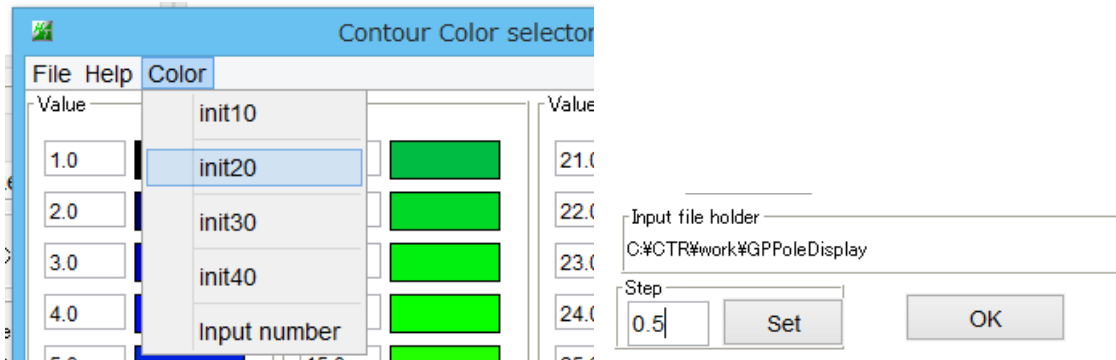 Contour Color selector
File Help Color
Value
init10
Value
1.0
21.0
init20
2.0
init30
22.0
3.0
init40
23.0
4.0
Input number
24.0
15.0
Input file holder
C:¥CTR¥work¥GPPoleDisplay
Step
0.5
Set
OK